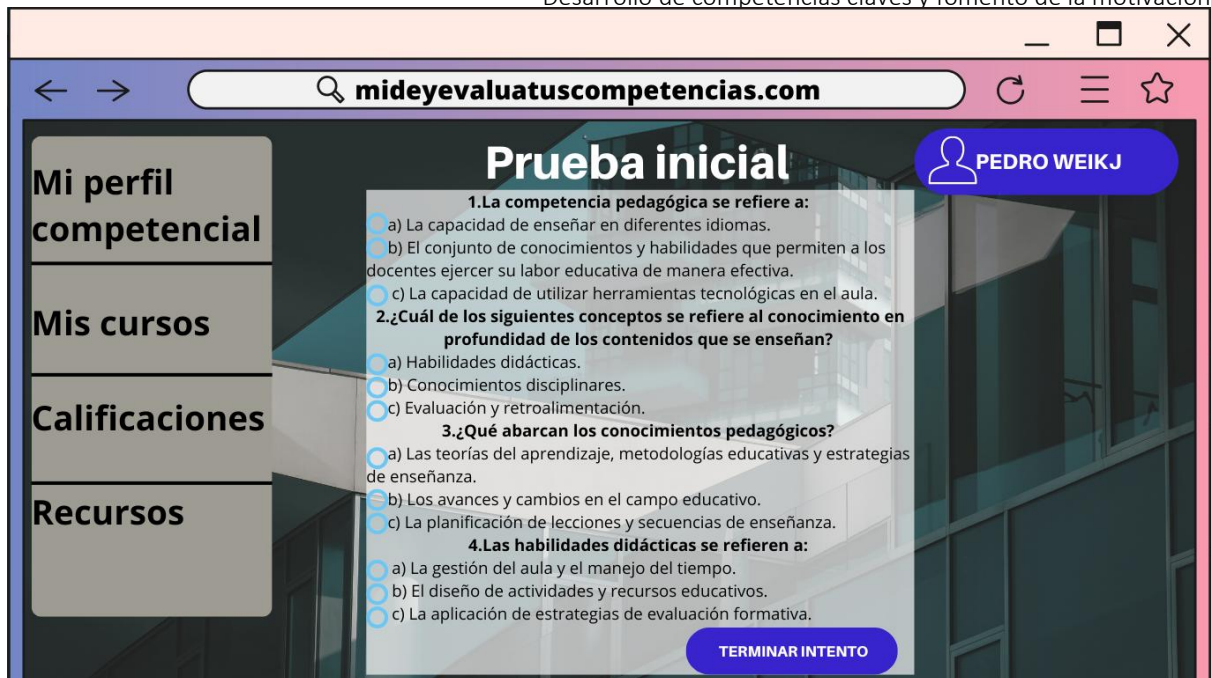 Desarrollo de competencias claves y fomento de la motivación
mideyevaluatuscompetencias.com
Mi perfil
competencial
Mis cursos
Calificaciones
Recursos
Prueba inicial
PEDRO WEIKJ
1.La competencia pedagógica se refiere a:
a) La capacidad de enseñar en diferentes idiomas.
b) El conjunto de conocimientos y habilidades que permiten a los
docentes ejercer su labor educativa de manera efectiva.
c) La capacidad de utilizar herramientas tecnológicas en el aula.
2.¿Cuál de los siguientes conceptos se refiere al conocimiento en
profundidad de los contenidos que se enseñan?
a) Habilidades didácticas.
b) Conocimientos disciplinares.
c) Evaluación y retroalimentación.
3.¿Qué abarcan los conocimientos pedagógicos?
a) Las teorías del aprendizaje, metodologías educativas y estrategias
de enseñanza.
b) Los avances y cambios en el campo educativo.
c) La planificación de lecciones y secuencias de enseñanza.
4.Las habilidades didácticas se refieren a:
a) La gestión del aula y el manejo del tiempo.
b) El diseño de actividades y recursos educativos.
c) La aplicación de estrategias de evaluación formativa.
TERMINAR INTENTO